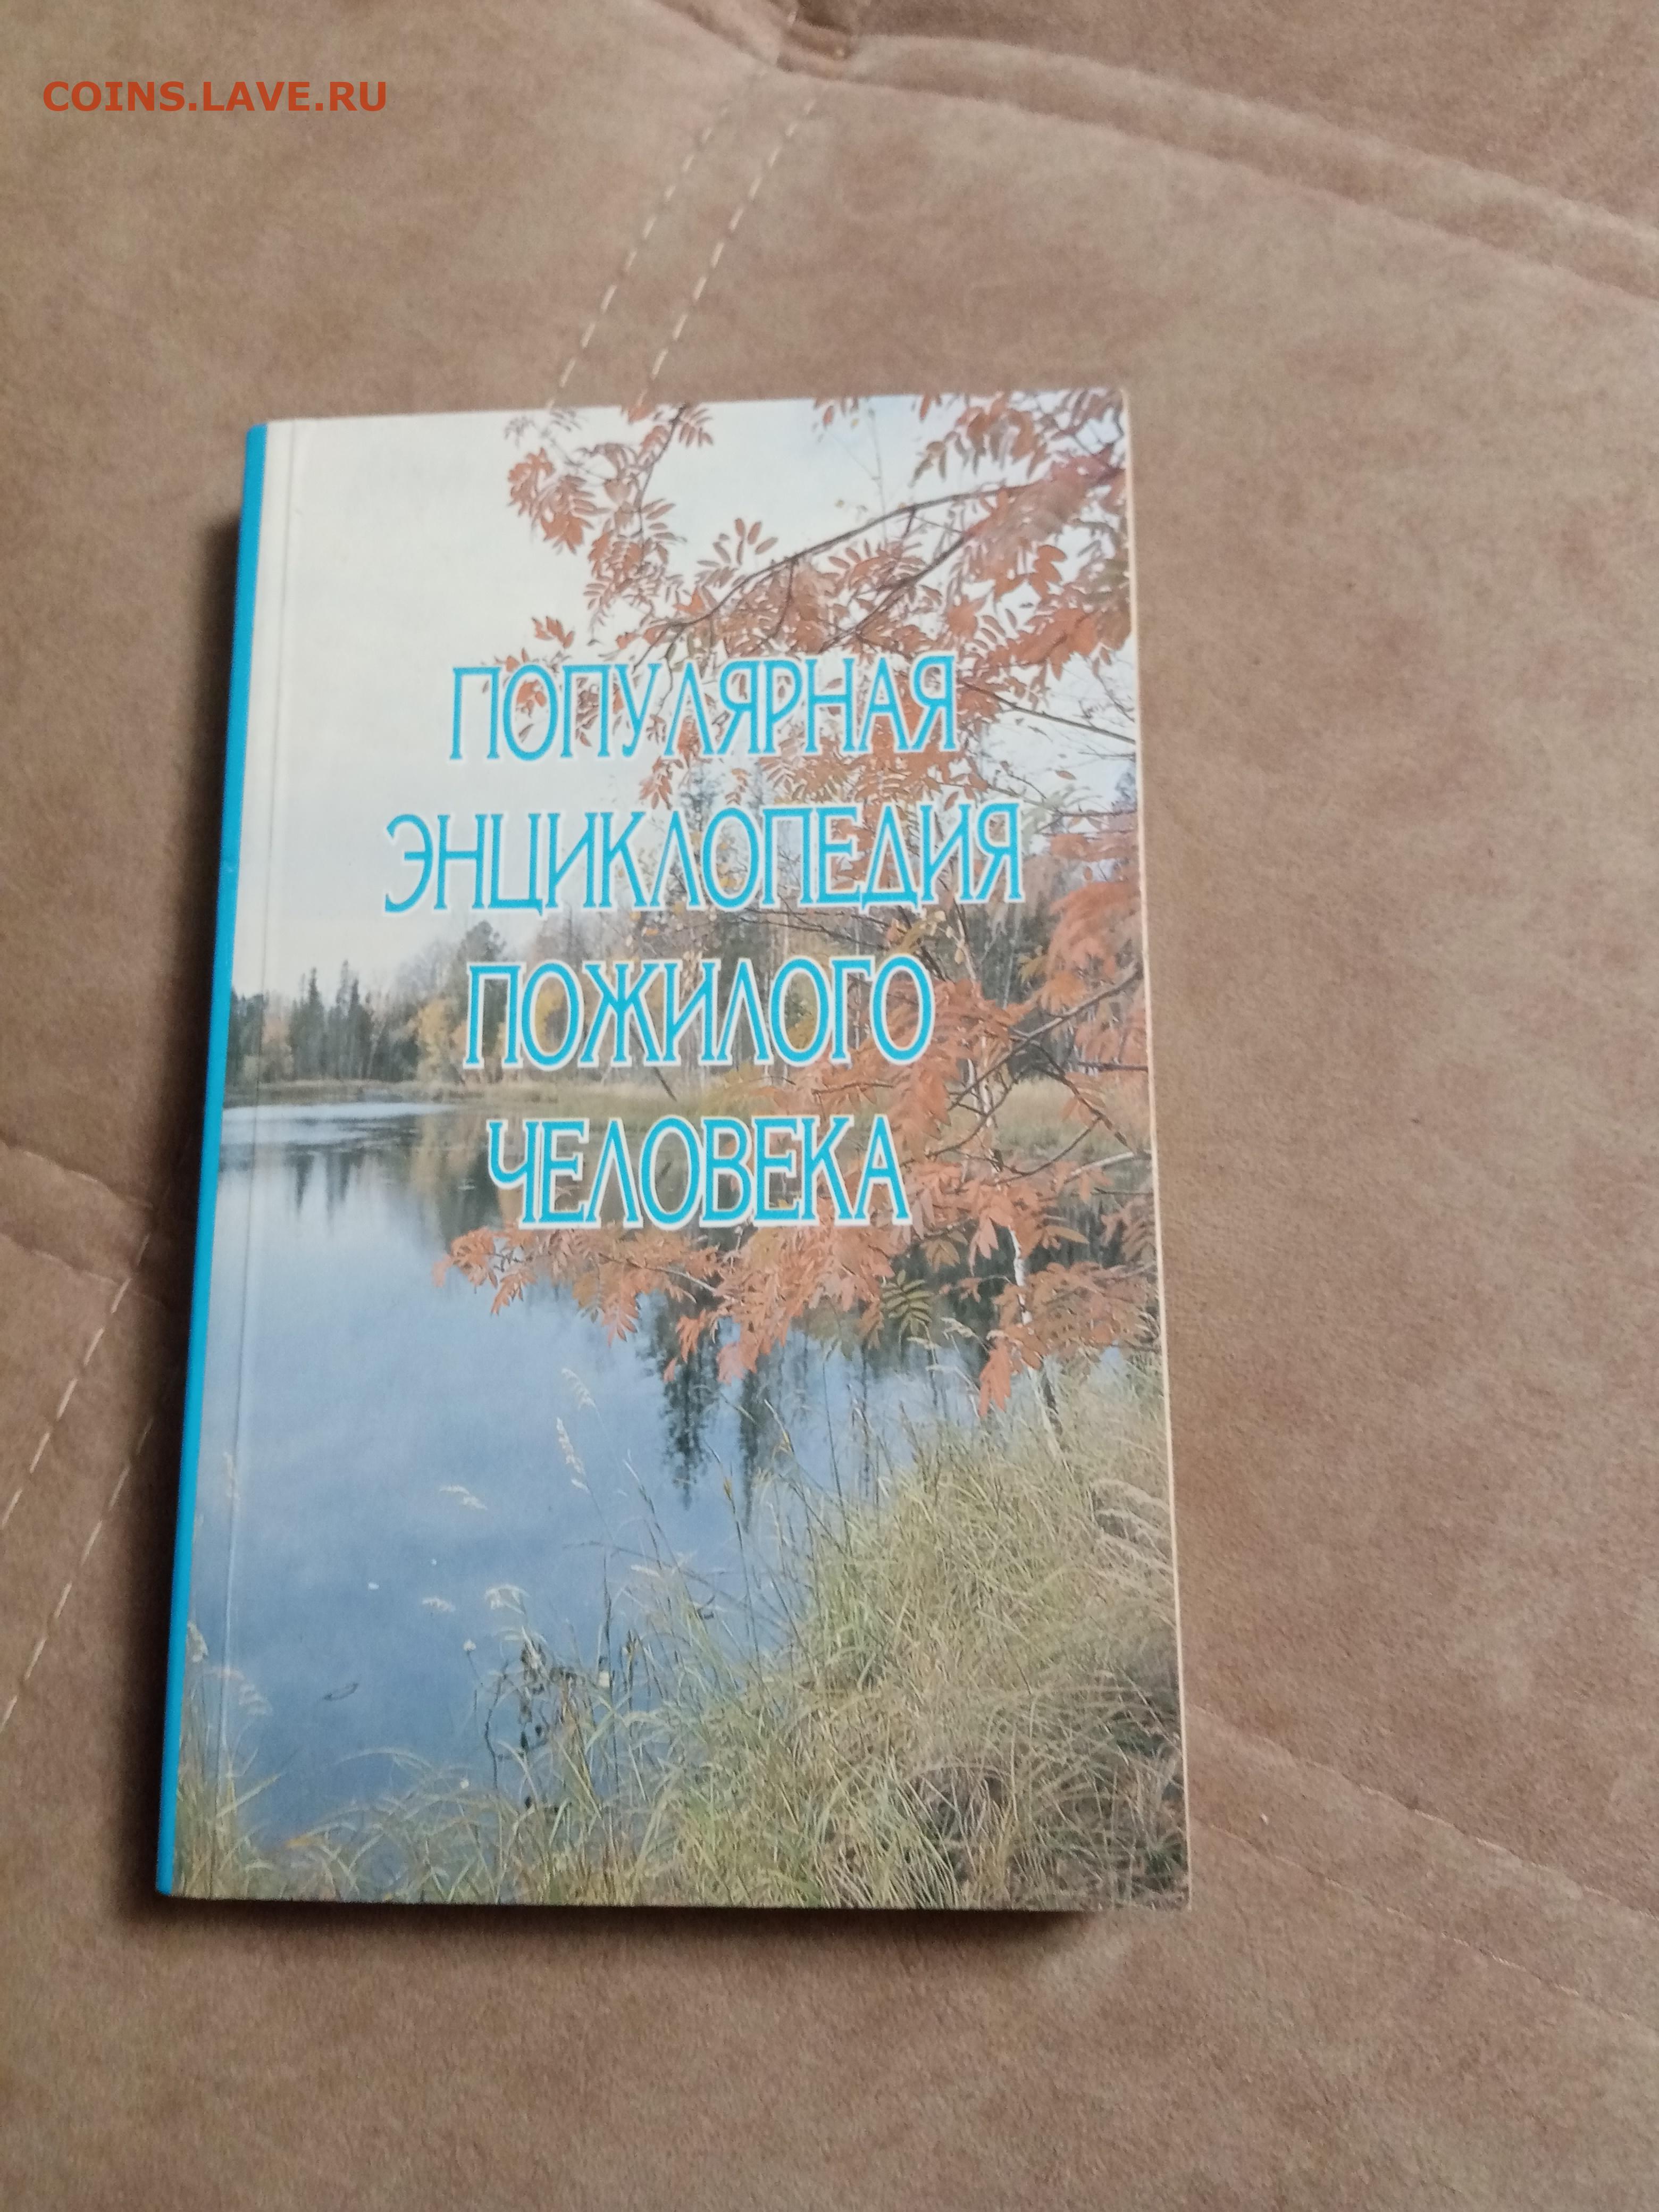 COINS.LAVE.RU
ПОПУЛЯРНАЯ
ЭНЦИКЛОПЕДИЯ
ПОЖИЛОГО
ЧЕЛОВЕКА